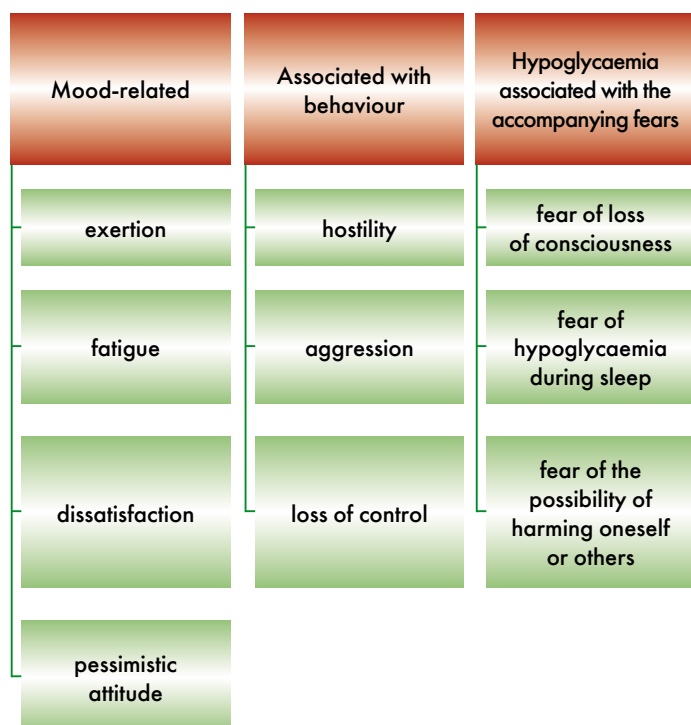 Mood-related
exertion
fatigue
dissatisfaction
pessimistic
attitude
Associated with
behaviour
hostility
aggression
loss of control
Hypoglycaemia
associated with the
accompanying fears
fear of loss
of consciousness
fear of
hypoglycaemia
during sleep
fear of the
possibility of
harming oneself
or others